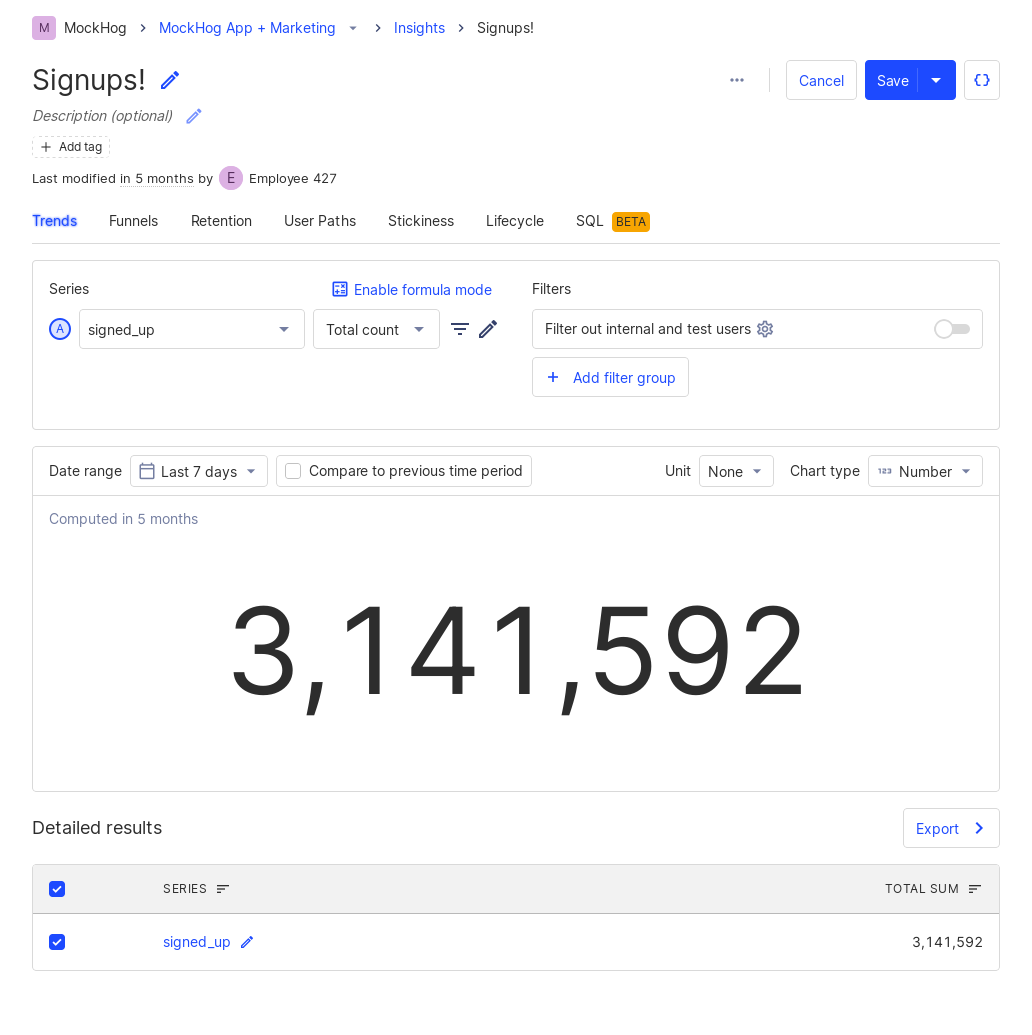 M MockHog MockHog App + Marketing Insights Signups!
Signups! Cancel Save
Description (optional)
Add tag
Last modified in 5 months by E Employee 427
Trends Funnels Retention User Paths Stickiness Lifecycle SQL BETA
Series Enable formula mode Filters
A signed_up Total count Filter out internal and test users
Add filter group
Date range Last 7 days Compare to previous time period Unit None Chart type 123 Number
Computed in 5 months
3,141,592
Detailed results Export
SERIES TOTAL SUM
signed_up 3,141,592